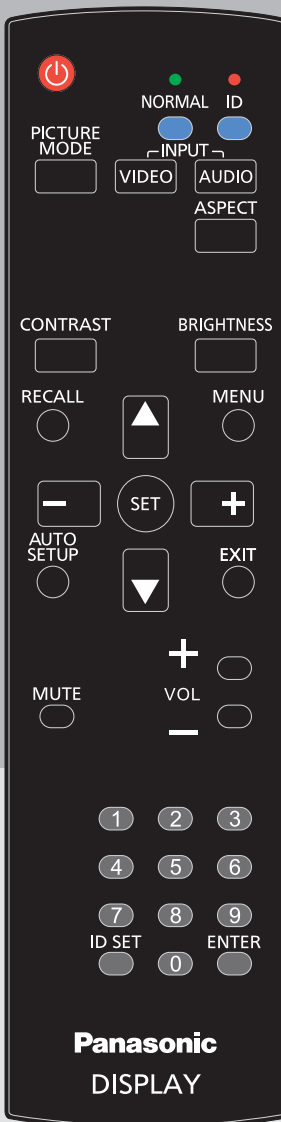 NORMAL ID
PICTURE
MODE
INPUT
VIDEO AUDIO
ASPECT
CONTRAST BRIGHTNESS
RECALL MENU
▲
− SET +
AUTO
SETUP EXIT
▼
+
MUTE VOL
−
1 2 3
4 5 6
7 8 9
ID SET 0 ENTER
Panasonic
DISPLAY